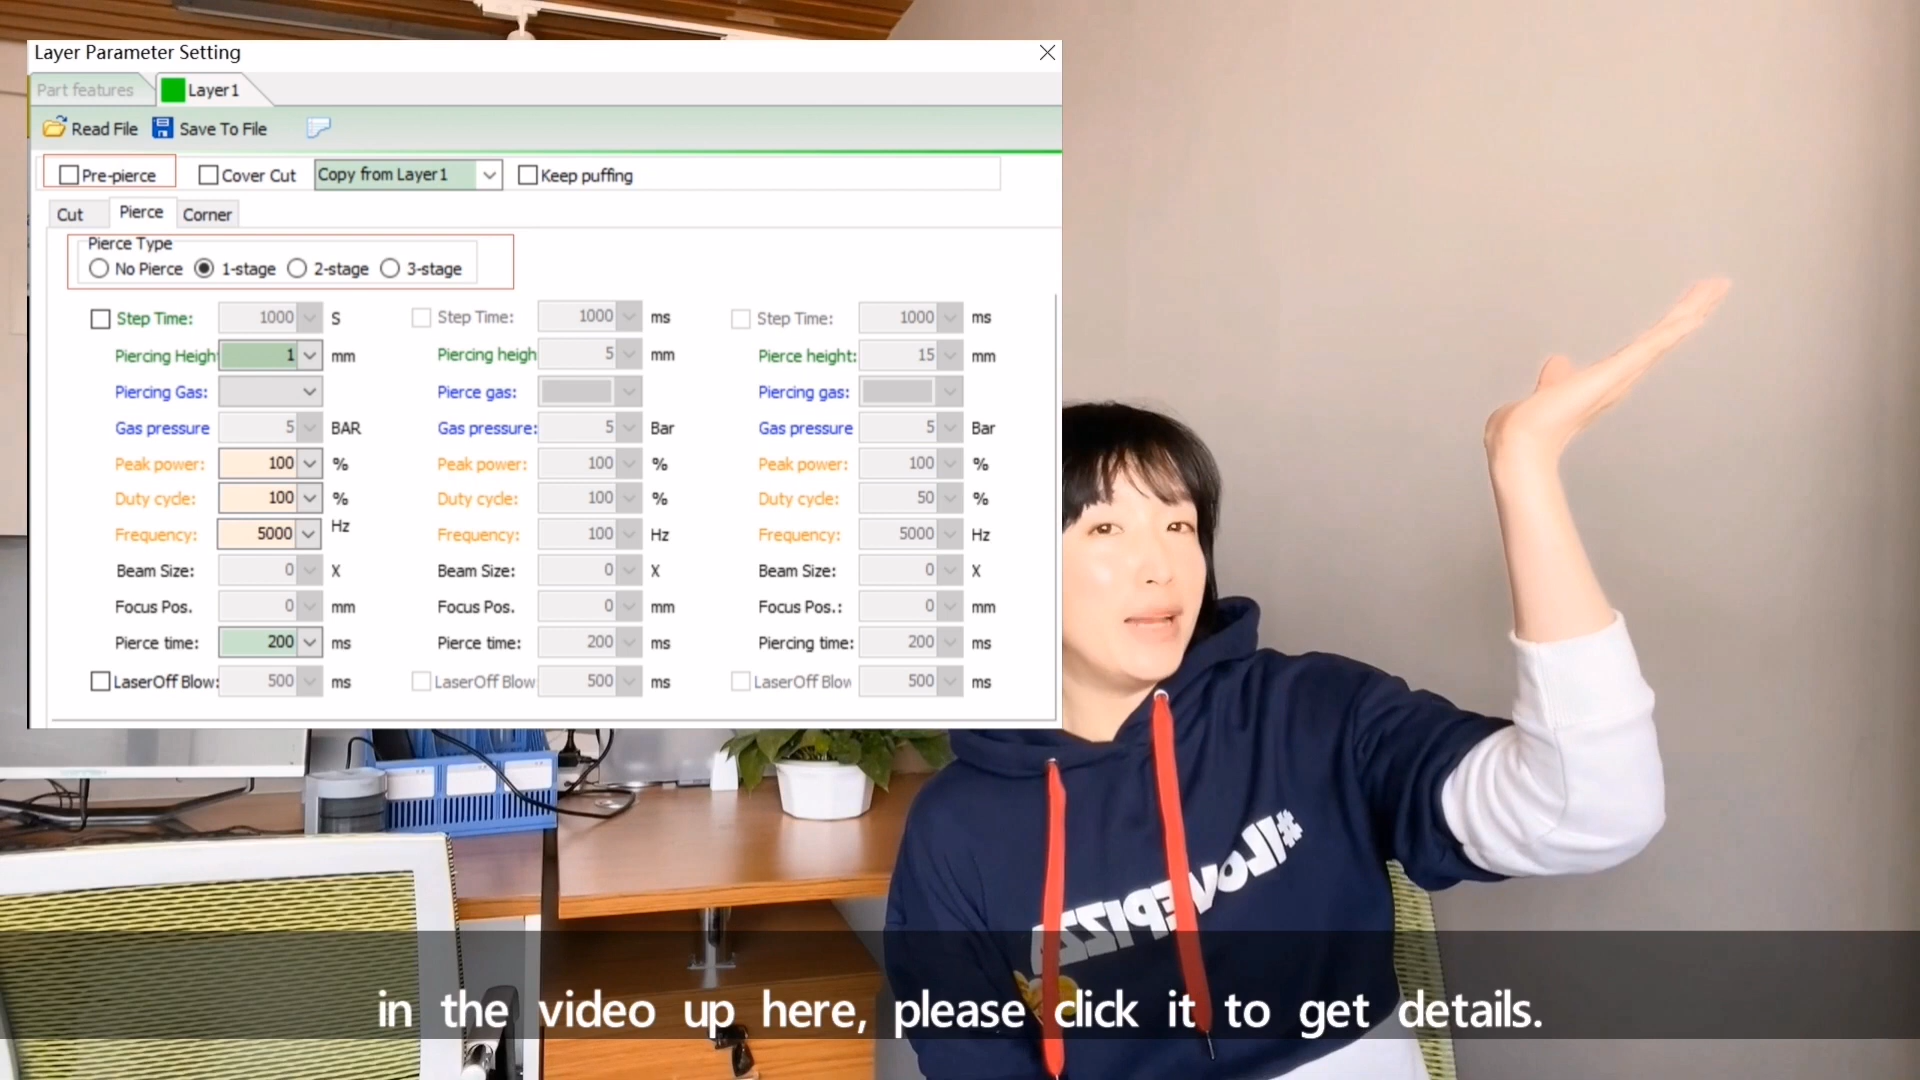 Layer Parameter Setting
Part features Layer1
Read File Save To File
Pre-pierce Cover Cut Copy from Layer1 Keep puffing
Cut Pierce Corner
Pierce Type
No Pierce 1-stage 2-stage 3-stage
Step Time: 1000 S Step Time: 1000 ms Step Time: 1000 ms
Piercing Heigh 1 mm Piercing heigh 5 mm Pierce height: 15 mm
Piercing Gas: Pierce gas: Piercing gas:
Gas pressure 5 BAR Gas pressure: 5 Bar Gas pressure 5 Bar
Peak power: 100 % Peak power: 100 % Peak power: 100 %
Duty cycle: 100 % Duty cycle: 100 % Duty cycle: 50 %
Frequency: 5000 Hz Frequency: 100 Hz Frequency: 5000 Hz
Beam Size: 0 X Beam Size: 0 X Beam Size: 0 X
Focus Pos. 0 mm Focus Pos. 0 mm Focus Pos.: 0 mm
Pierce time: 200 ms Pierce time: 200 ms Piercing time: 200 ms
LaserOff Blow: 500 ms LaserOff Blow 500 ms LaserOff Blow 500 ms
#ILOVEPIZZA
in the video up here, please click it to get details.